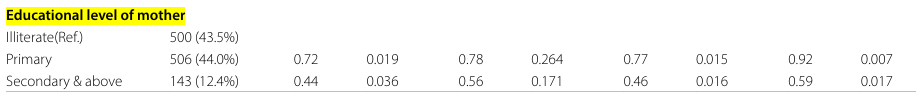 Educational level of mother
Illiterate(Ref.) 500 (43.5%)
Primary 506 (44.0%) 0.72 0.019 0.78 0.264 0.77 0.015 0.92 0.007
Secondary & above 143 (12.4%) 0.44 0.036 0.56 0.171 0.46 0.016 0.59 0.017